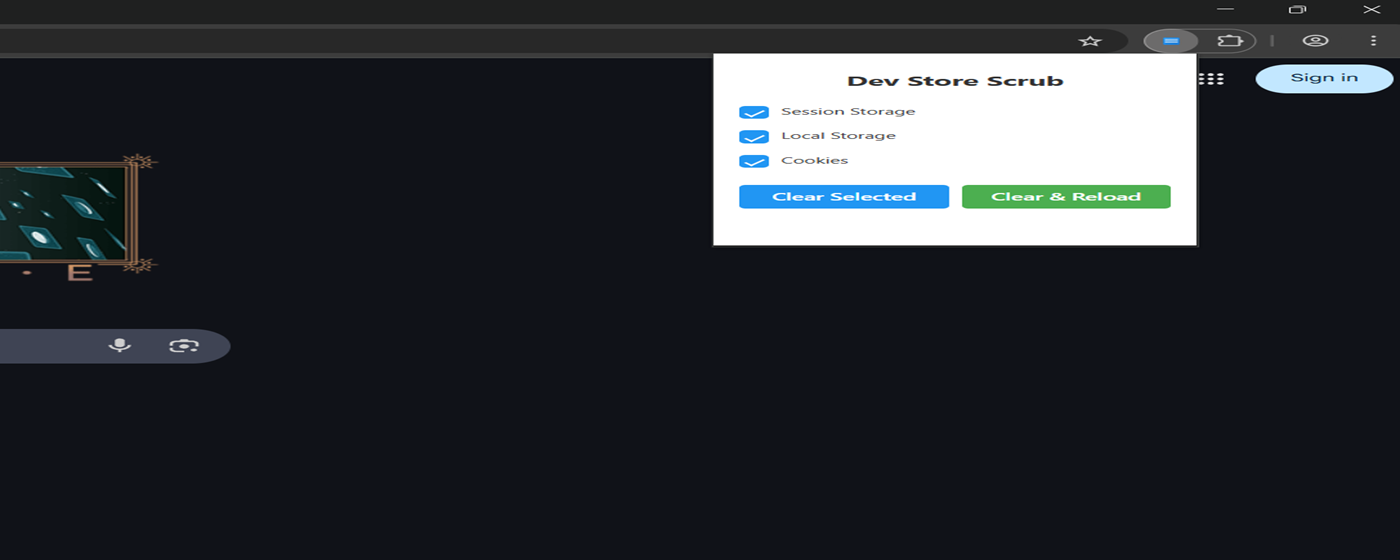 Dev Store Scrub
Sign in
Session Storage
Local Storage
Cookies
Clear Selected
Clear & Reload
E